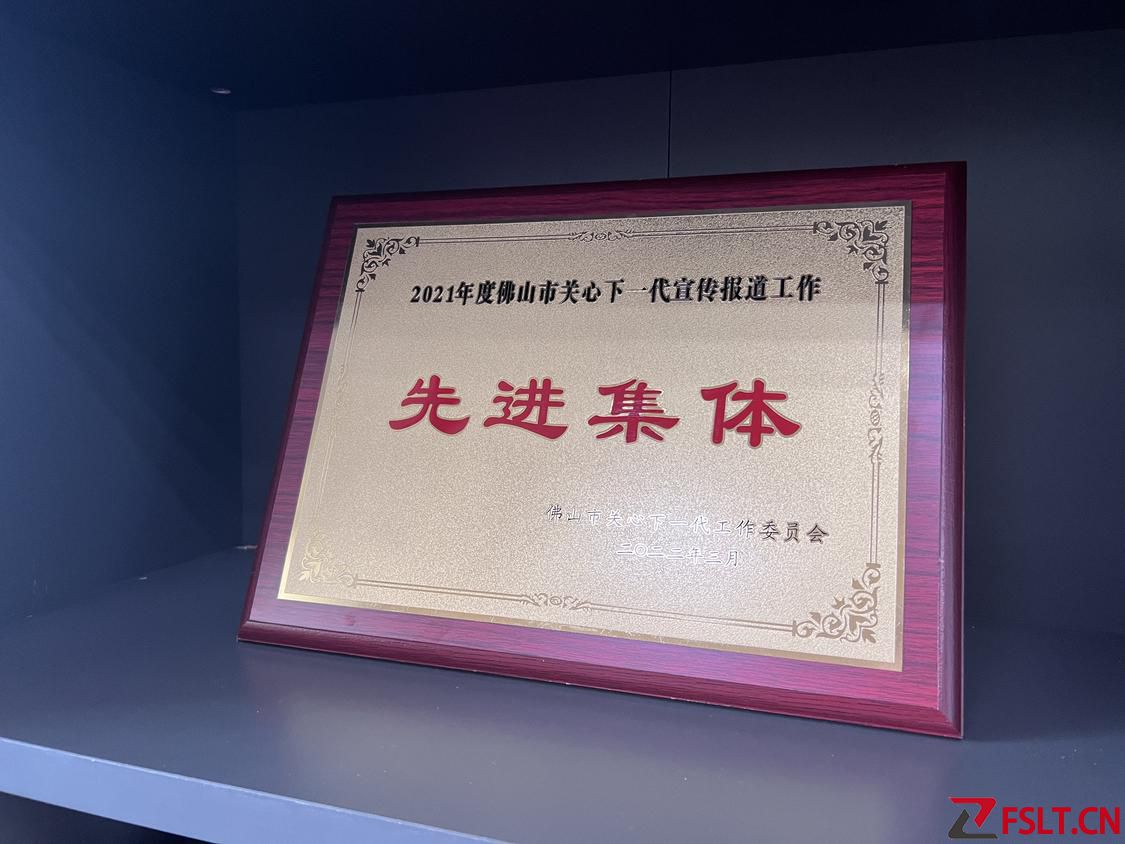 2021年度佛山市关心下一代宣传报道工作
先进集体
佛山市关心下一代工作委员会
二〇二二年三月
FSLT.CN